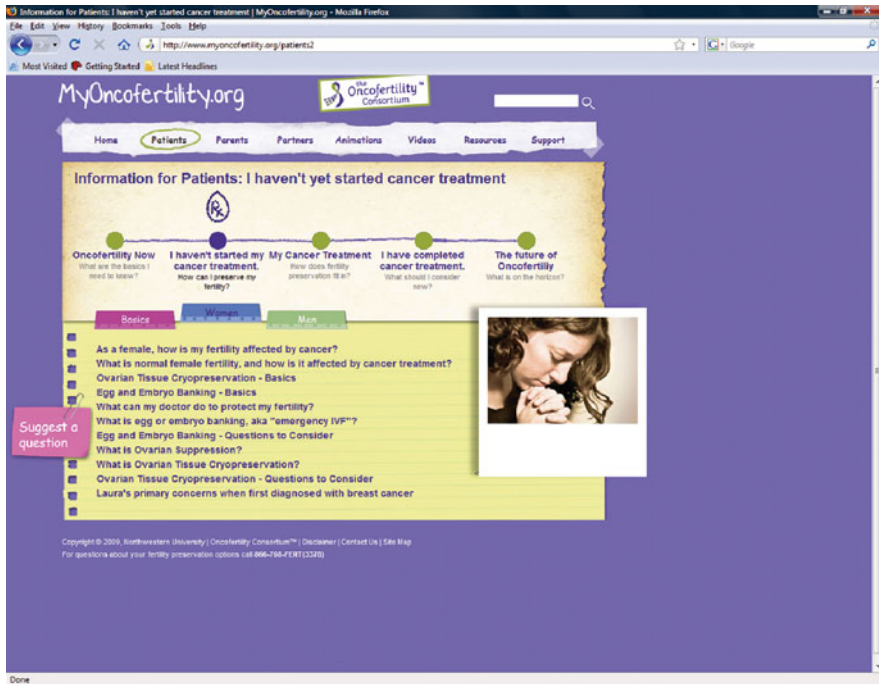 Information for Patients: I haven't yet started cancer treatment | MyOncofertility.org - Mozilla Firefox
File Edit View History Bookmarks Tools Help
http://www.myoncofertility.org/patients2
Google
Most Visited Getting Started Latest Headlines
MyOncofertility.org
the
Oncofertility™
Consortium
Home Patients Parents Partners Animations Videos Resources Support
Information for Patients: I haven't yet started cancer treatment
Rx
Oncofertility Now
What are the basics I
need to know?
I haven't started my
cancer treatment.
How can I preserve my
fertility?
My Cancer Treatment
How does fertility
preservation fit in?
I have completed
cancer treatment.
What should I consider
now?
The future of
Oncofertility
What is on the horizon?
Basics Women Men
As a female, how is my fertility affected by cancer?
What is normal female fertility, and how is it affected by cancer treatment?
Ovarian Tissue Cryopreservation - Basics
Egg and Embryo Banking - Basics
What can my doctor do to protect my fertility?
What is egg or embryo banking, aka "emergency IVF"?
Egg and Embryo Banking - Questions to Consider
What is Ovarian Suppression?
What is Ovarian Tissue Cryopreservation?
Ovarian Tissue Cryopreservation - Questions to Consider
Laura's primary concerns when first diagnosed with breast cancer
Suggest a
question
Copyright © 2009, Northwestern University | Oncofertility Consortium™ | Disclaimer | Contact Us | Site Map
For questions about your fertility preservation options call 866-708-FERT(3378)
Done